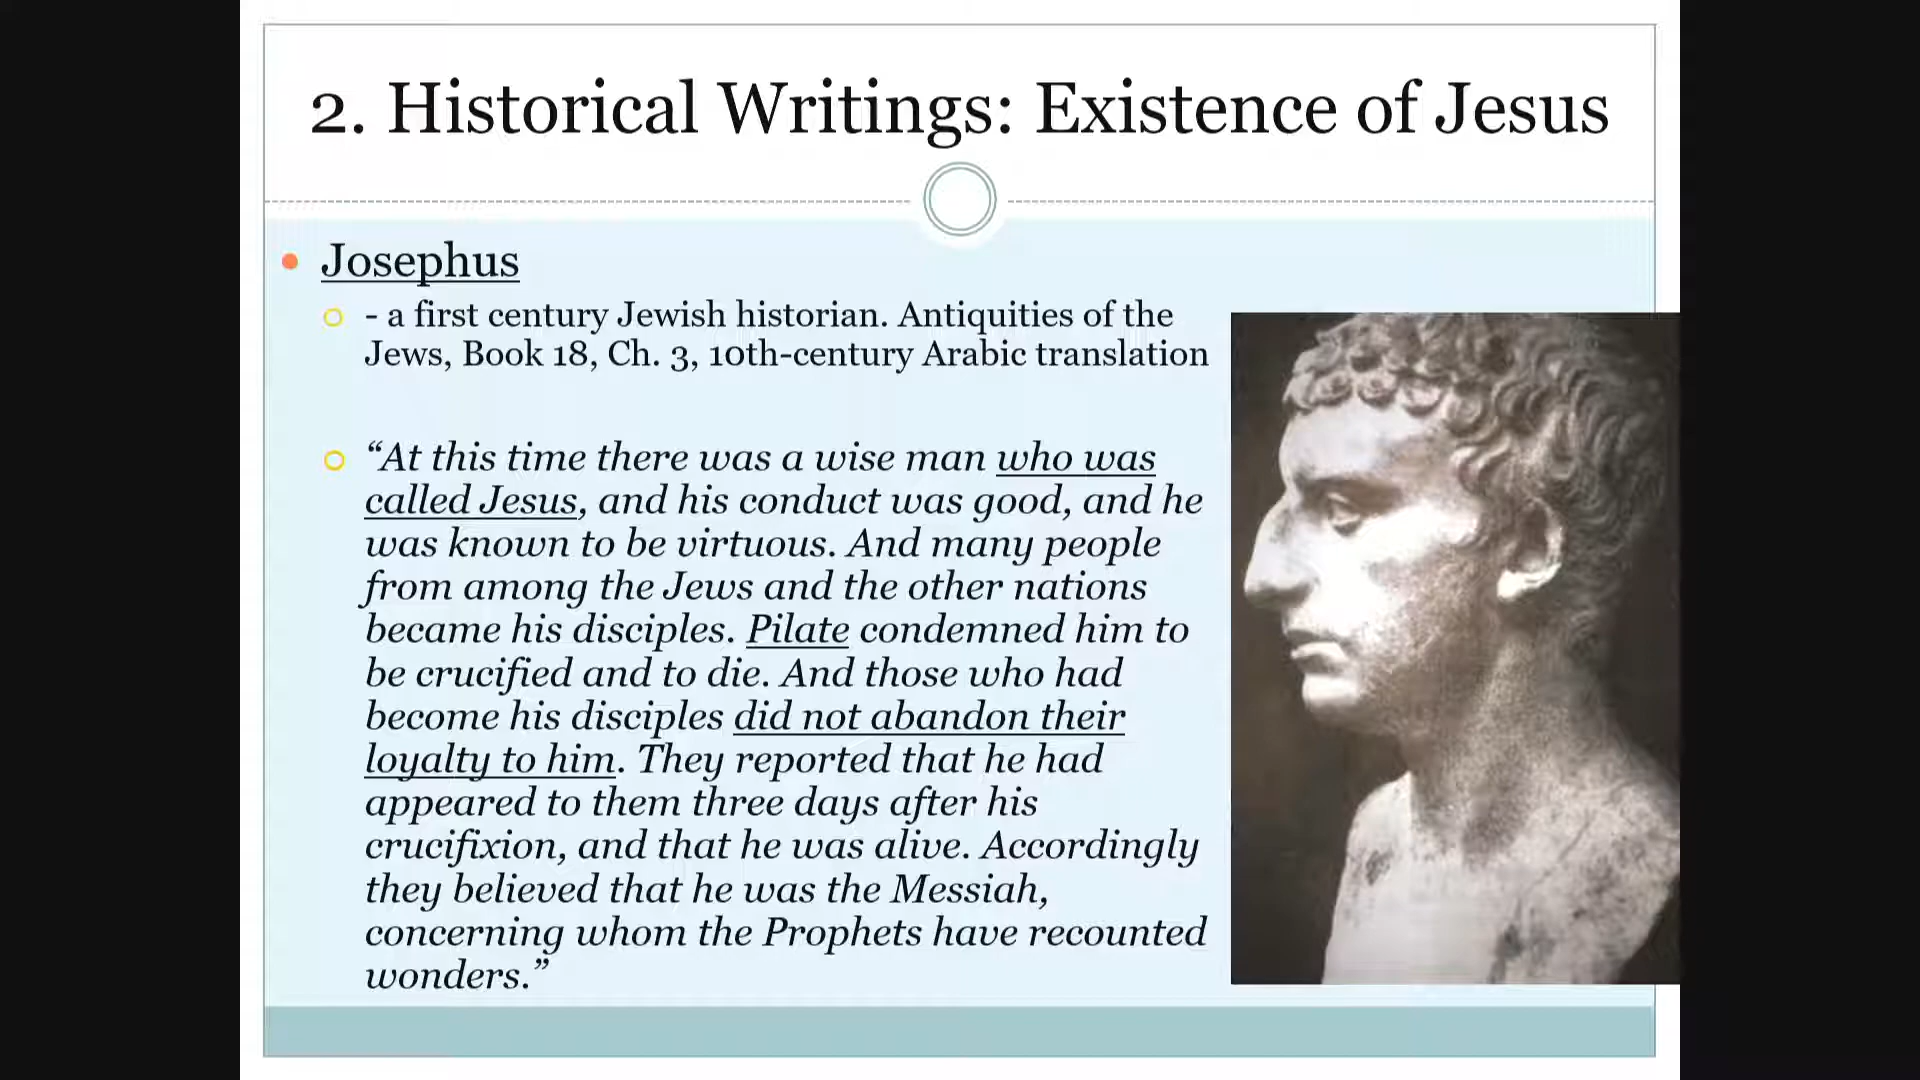 2. Historical Writings: Existence of Jesus
Josephus
- a first century Jewish historian. Antiquities of the
Jews, Book 18, Ch. 3, 10th-century Arabic translation
“At this time there was a wise man who was
called Jesus, and his conduct was good, and he
was known to be virtuous. And many people
from among the Jews and the other nations
became his disciples. Pilate condemned him to
be crucified and to die. And those who had
become his disciples did not abandon their
loyalty to him. They reported that he had
appeared to them three days after his
crucifixion, and that he was alive. Accordingly
they believed that he was the Messiah,
concerning whom the Prophets have recounted
wonders.”